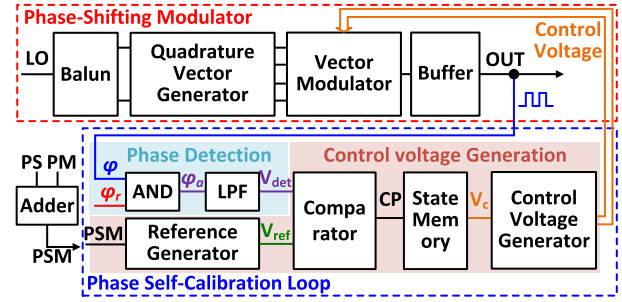 Phase-Shifting Modulator
Control
Voltage
LO
Balun
Quadrature
Vector
Generator
Vector
Modulator
Buffer
OUT
Phase Detection
Control voltage Generation
PS PM
Adder
PSM
φ
φr
AND
φa
LPF
Vdet
PSM
Reference
Generator
Vref
Compa
rator
CP
State
Mem
ory
Vc
Control
Voltage
Generator
Phase Self-Calibration Loop